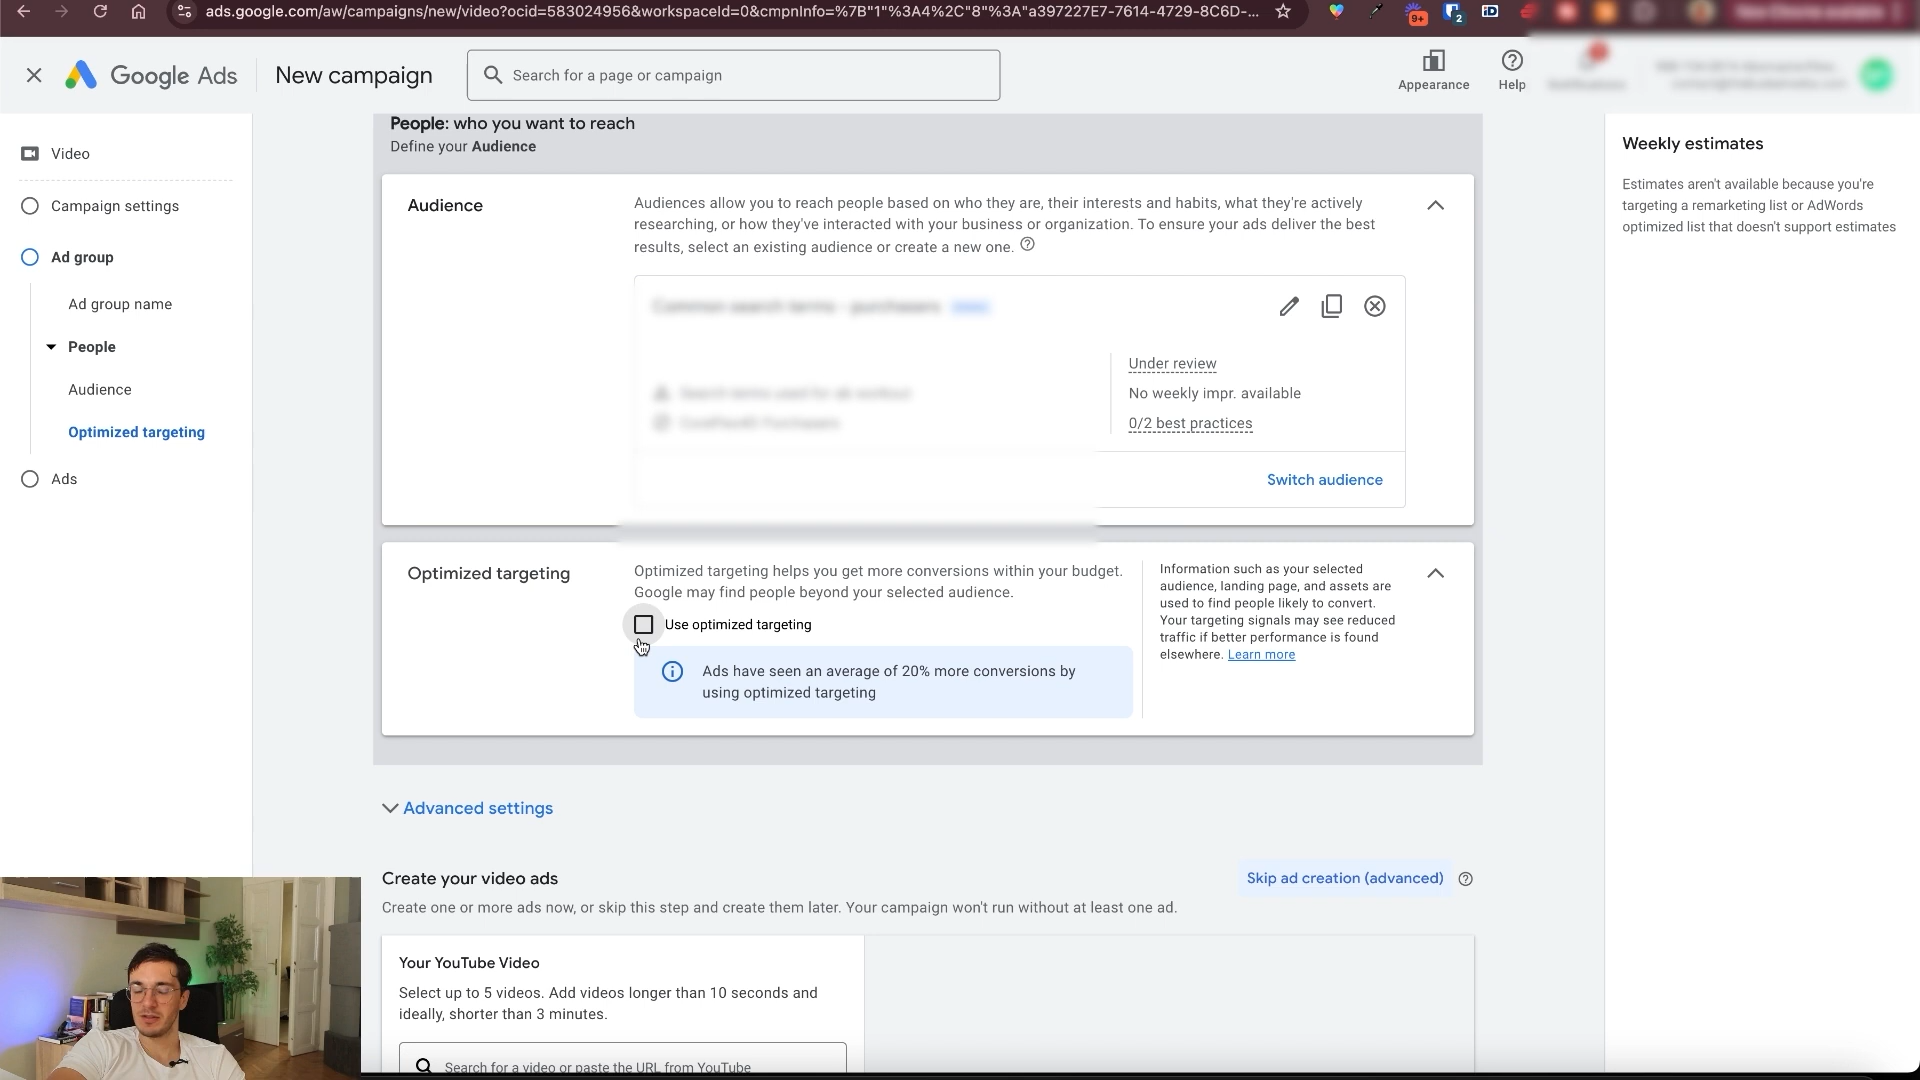 ads.google.com/aw/campaigns/new/video?ocid=583024956&workspaceId=0&cmpnInfo=%7B"1"%3A4%2C"8"%3A"a397227E7-7614-4729-8C6D-...
9+
2
Google Ads
New campaign
Search for a page or campaign
Appearance
Help
Video
Campaign settings
Ad group
Ad group name
People
Audience
Optimized targeting
Ads
People: who you want to reach
Define your Audience
Audience
Audiences allow you to reach people based on who they are, their interests and habits, what they're actively
researching, or how they've interacted with your business or organization. To ensure your ads deliver the best
results, select an existing audience or create a new one.
Under review
No weekly impr. available
0/2 best practices
Switch audience
Optimized targeting
Optimized targeting helps you get more conversions within your budget.
Google may find people beyond your selected audience.
Use optimized targeting
Ads have seen an average of 20% more conversions by
using optimized targeting
Information such as your selected
audience, landing page, and assets are
used to find people likely to convert.
Your targeting signals may see reduced
traffic if better performance is found
elsewhere. Learn more
Advanced settings
Create your video ads
Skip ad creation (advanced)
Create one or more ads now, or skip this step and create them later. Your campaign won't run without at least one ad.
Your YouTube Video
Select up to 5 videos. Add videos longer than 10 seconds and
ideally, shorter than 3 minutes.
Search for a video or paste the URL from YouTube
Weekly estimates
Estimates aren't available because you're
targeting a remarketing list or AdWords
optimized list that doesn't support estimates